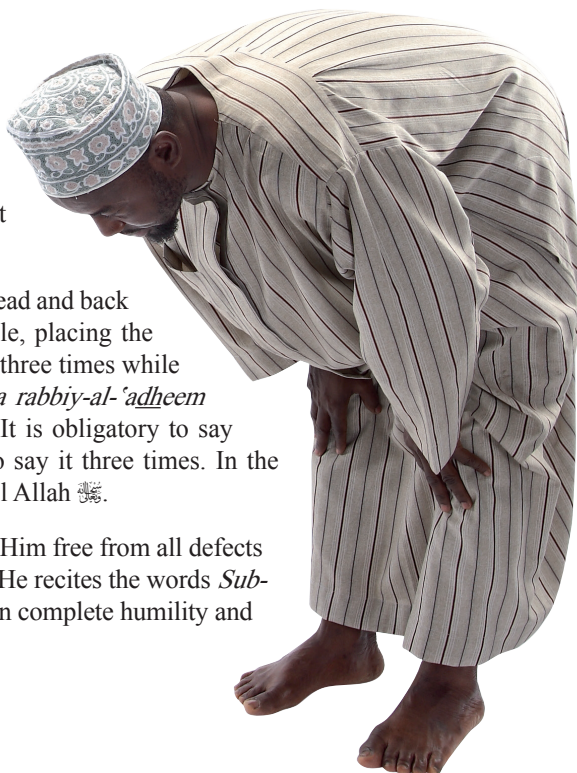 t
ead and back
le, placing the
three times while
a rabbiy-al-‘adheem
It is obligatory to say
o say it three times. In the
l Allah ﷾.
Him free from all defects
He recites the words Sub-
n complete humility and